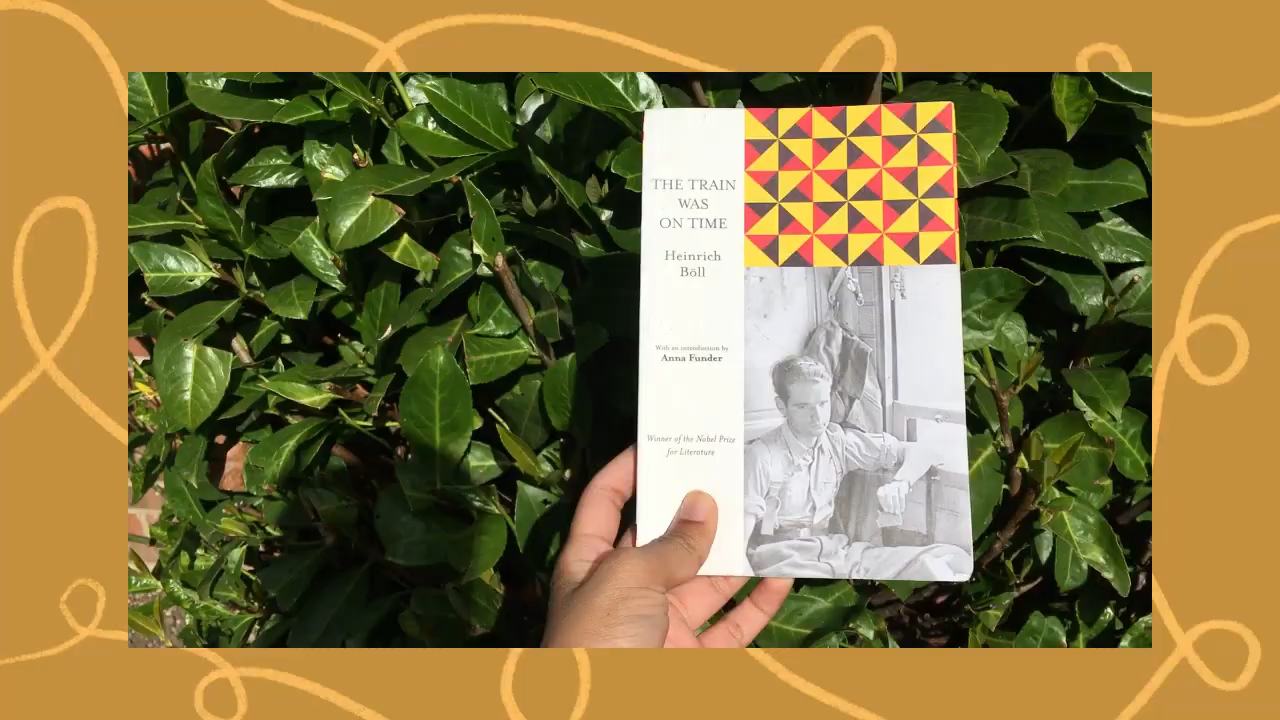 THE TRAIN
WAS
ON TIME
Heinrich
Böll
With an introduction by
Anna Funder
Winner of the Nobel Prize
for Literature